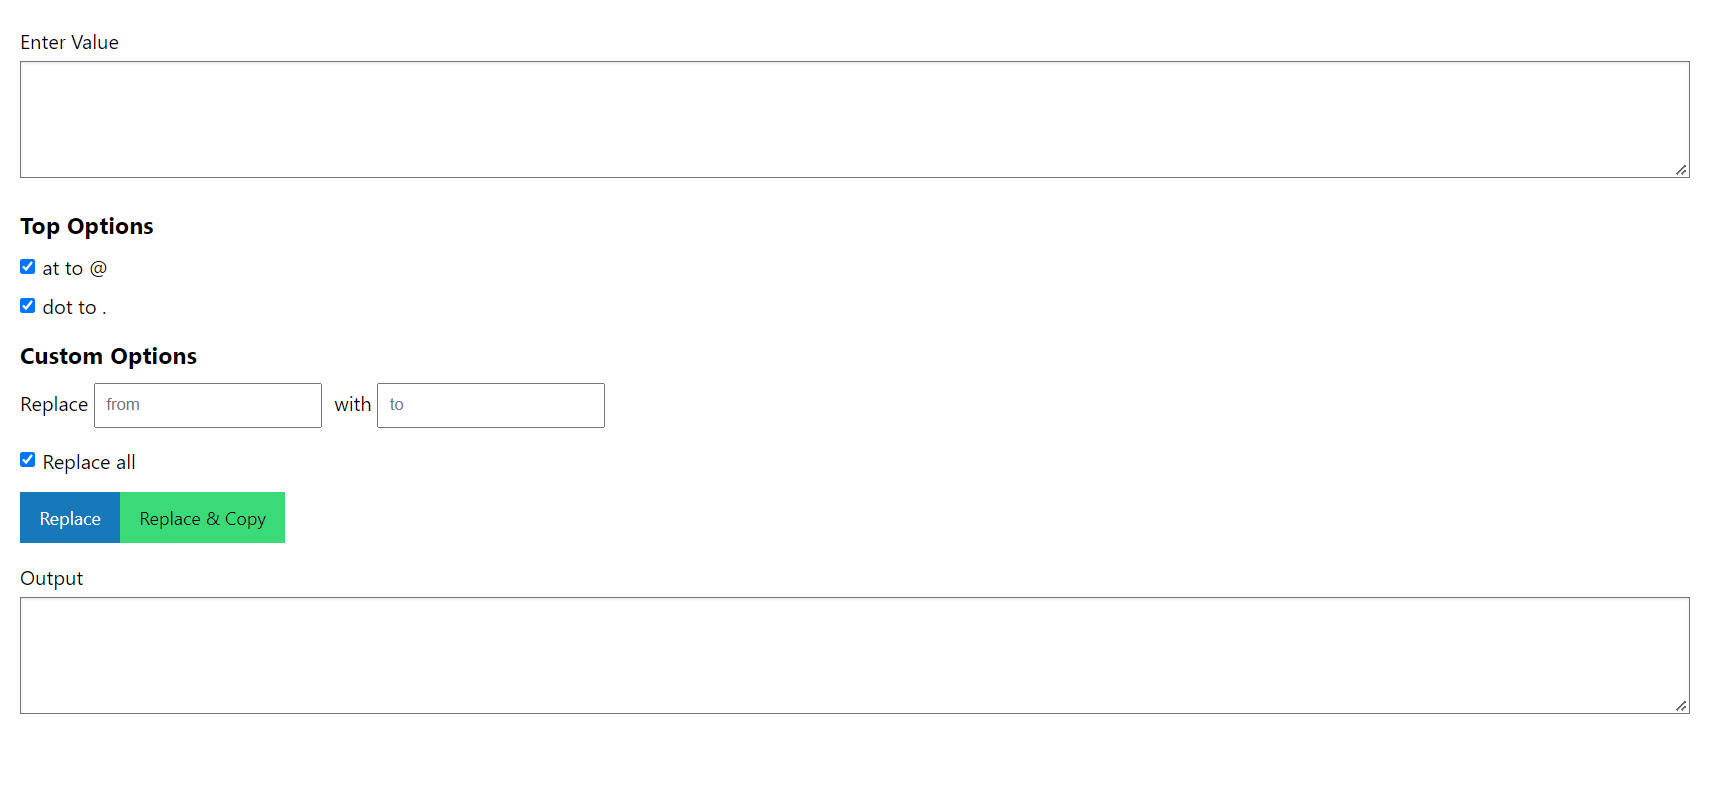 Enter Value
Top Options
at to @
dot to .
Custom Options
Replace from with to
Replace all
Replace Replace & Copy
Output